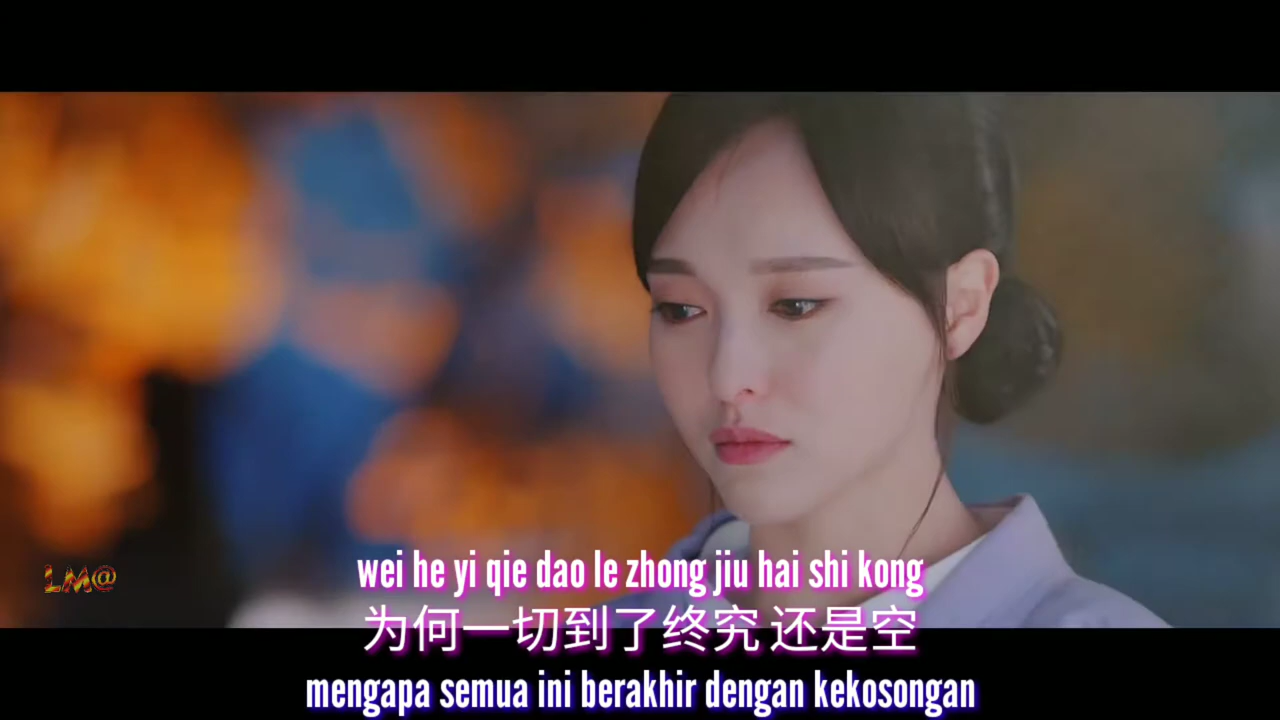 LM@
wei he yi qie dao le zhong jiu hai shi kong
为何一切到了终究 还是空
mengapa semua ini berakhir dengan kekosongan